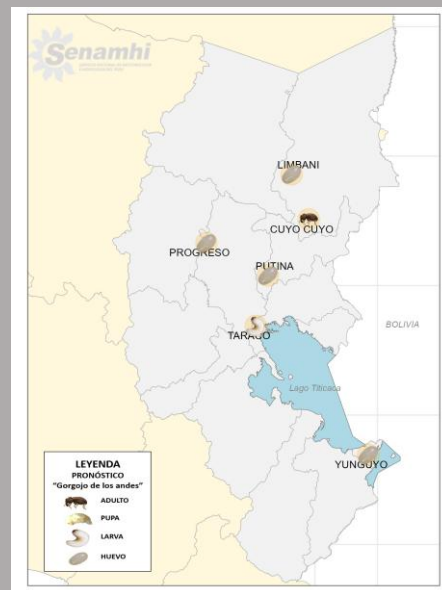 Senamhi
LIMBANI
CUYO CUYO
PROGRESO
PUTINA
TARACO
BOLIVIA
Lago Titicaca
YUNGUYO
LEYENDA
PRONÓSTICO
"Gorgojo de los andes"
ADULTO
PUPA
LARVA
HUEVO